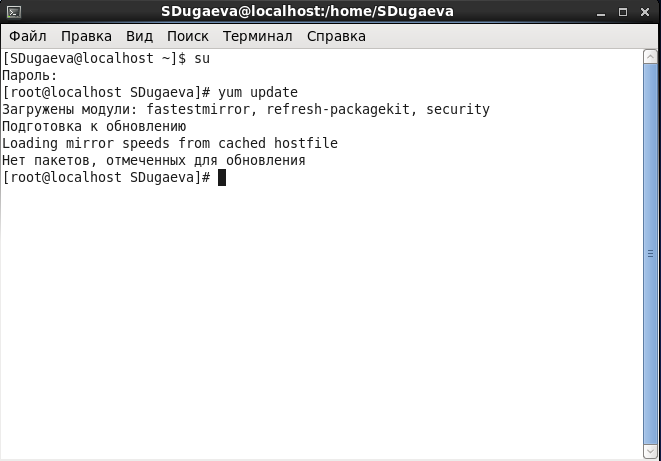 SDugaeva@localhost:/home/SDugaeva
Файл Правка Вид Поиск Терминал Справка
[SDugaeva@localhost ~]$ su
Пароль:
[root@localhost SDugaeva]# yum update
Загружены модули: fastestmirror, refresh-packagekit, security
Подготовка к обновлению
Loading mirror speeds from cached hostfile
Нет пакетов, отмеченных для обновления
[root@localhost SDugaeva]#